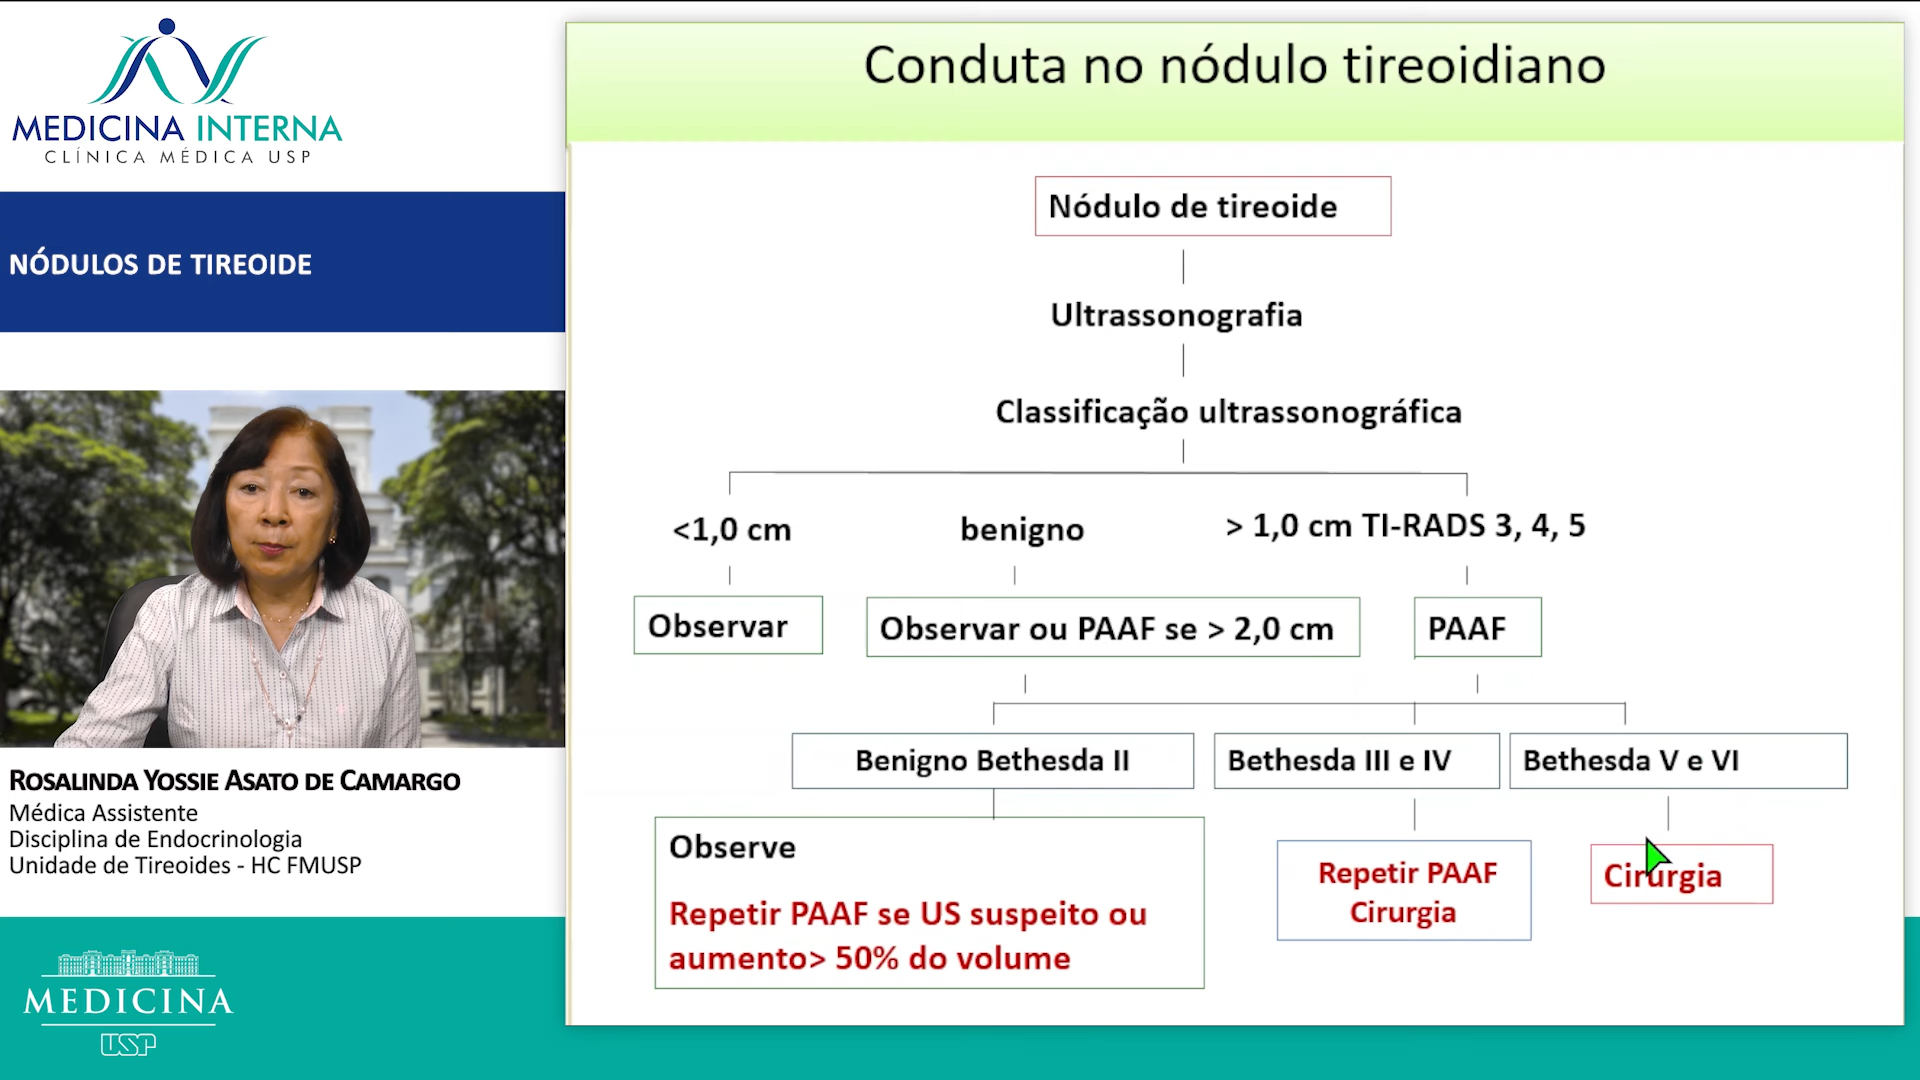 MEDICINA INTERNA
CLÍNICA MÉDICA USP
NÓDULOS DE TIREOIDE
ROSALINDA YOSSIE ASATO DE CAMARGO
Médica Assistente
Disciplina de Endocrinologia
Unidade de Tireoides - HC FMUSP
MEDICINA
USP
Conduta no nódulo tireoidiano
Nódulo de tireoide
Ultrassonografia
Classificação ultrassonográfica
<1,0 cm
benigno
> 1,0 cm TI-RADS 3, 4, 5
Observar
Observar ou PAAF se > 2,0 cm
PAAF
Benigno Bethesda II
Bethesda III e IV
Bethesda V e VI
Observe
Repetir PAAF se US suspeito ou
aumento> 50% do volume
Repetir PAAF
Cirurgia
Cirurgia